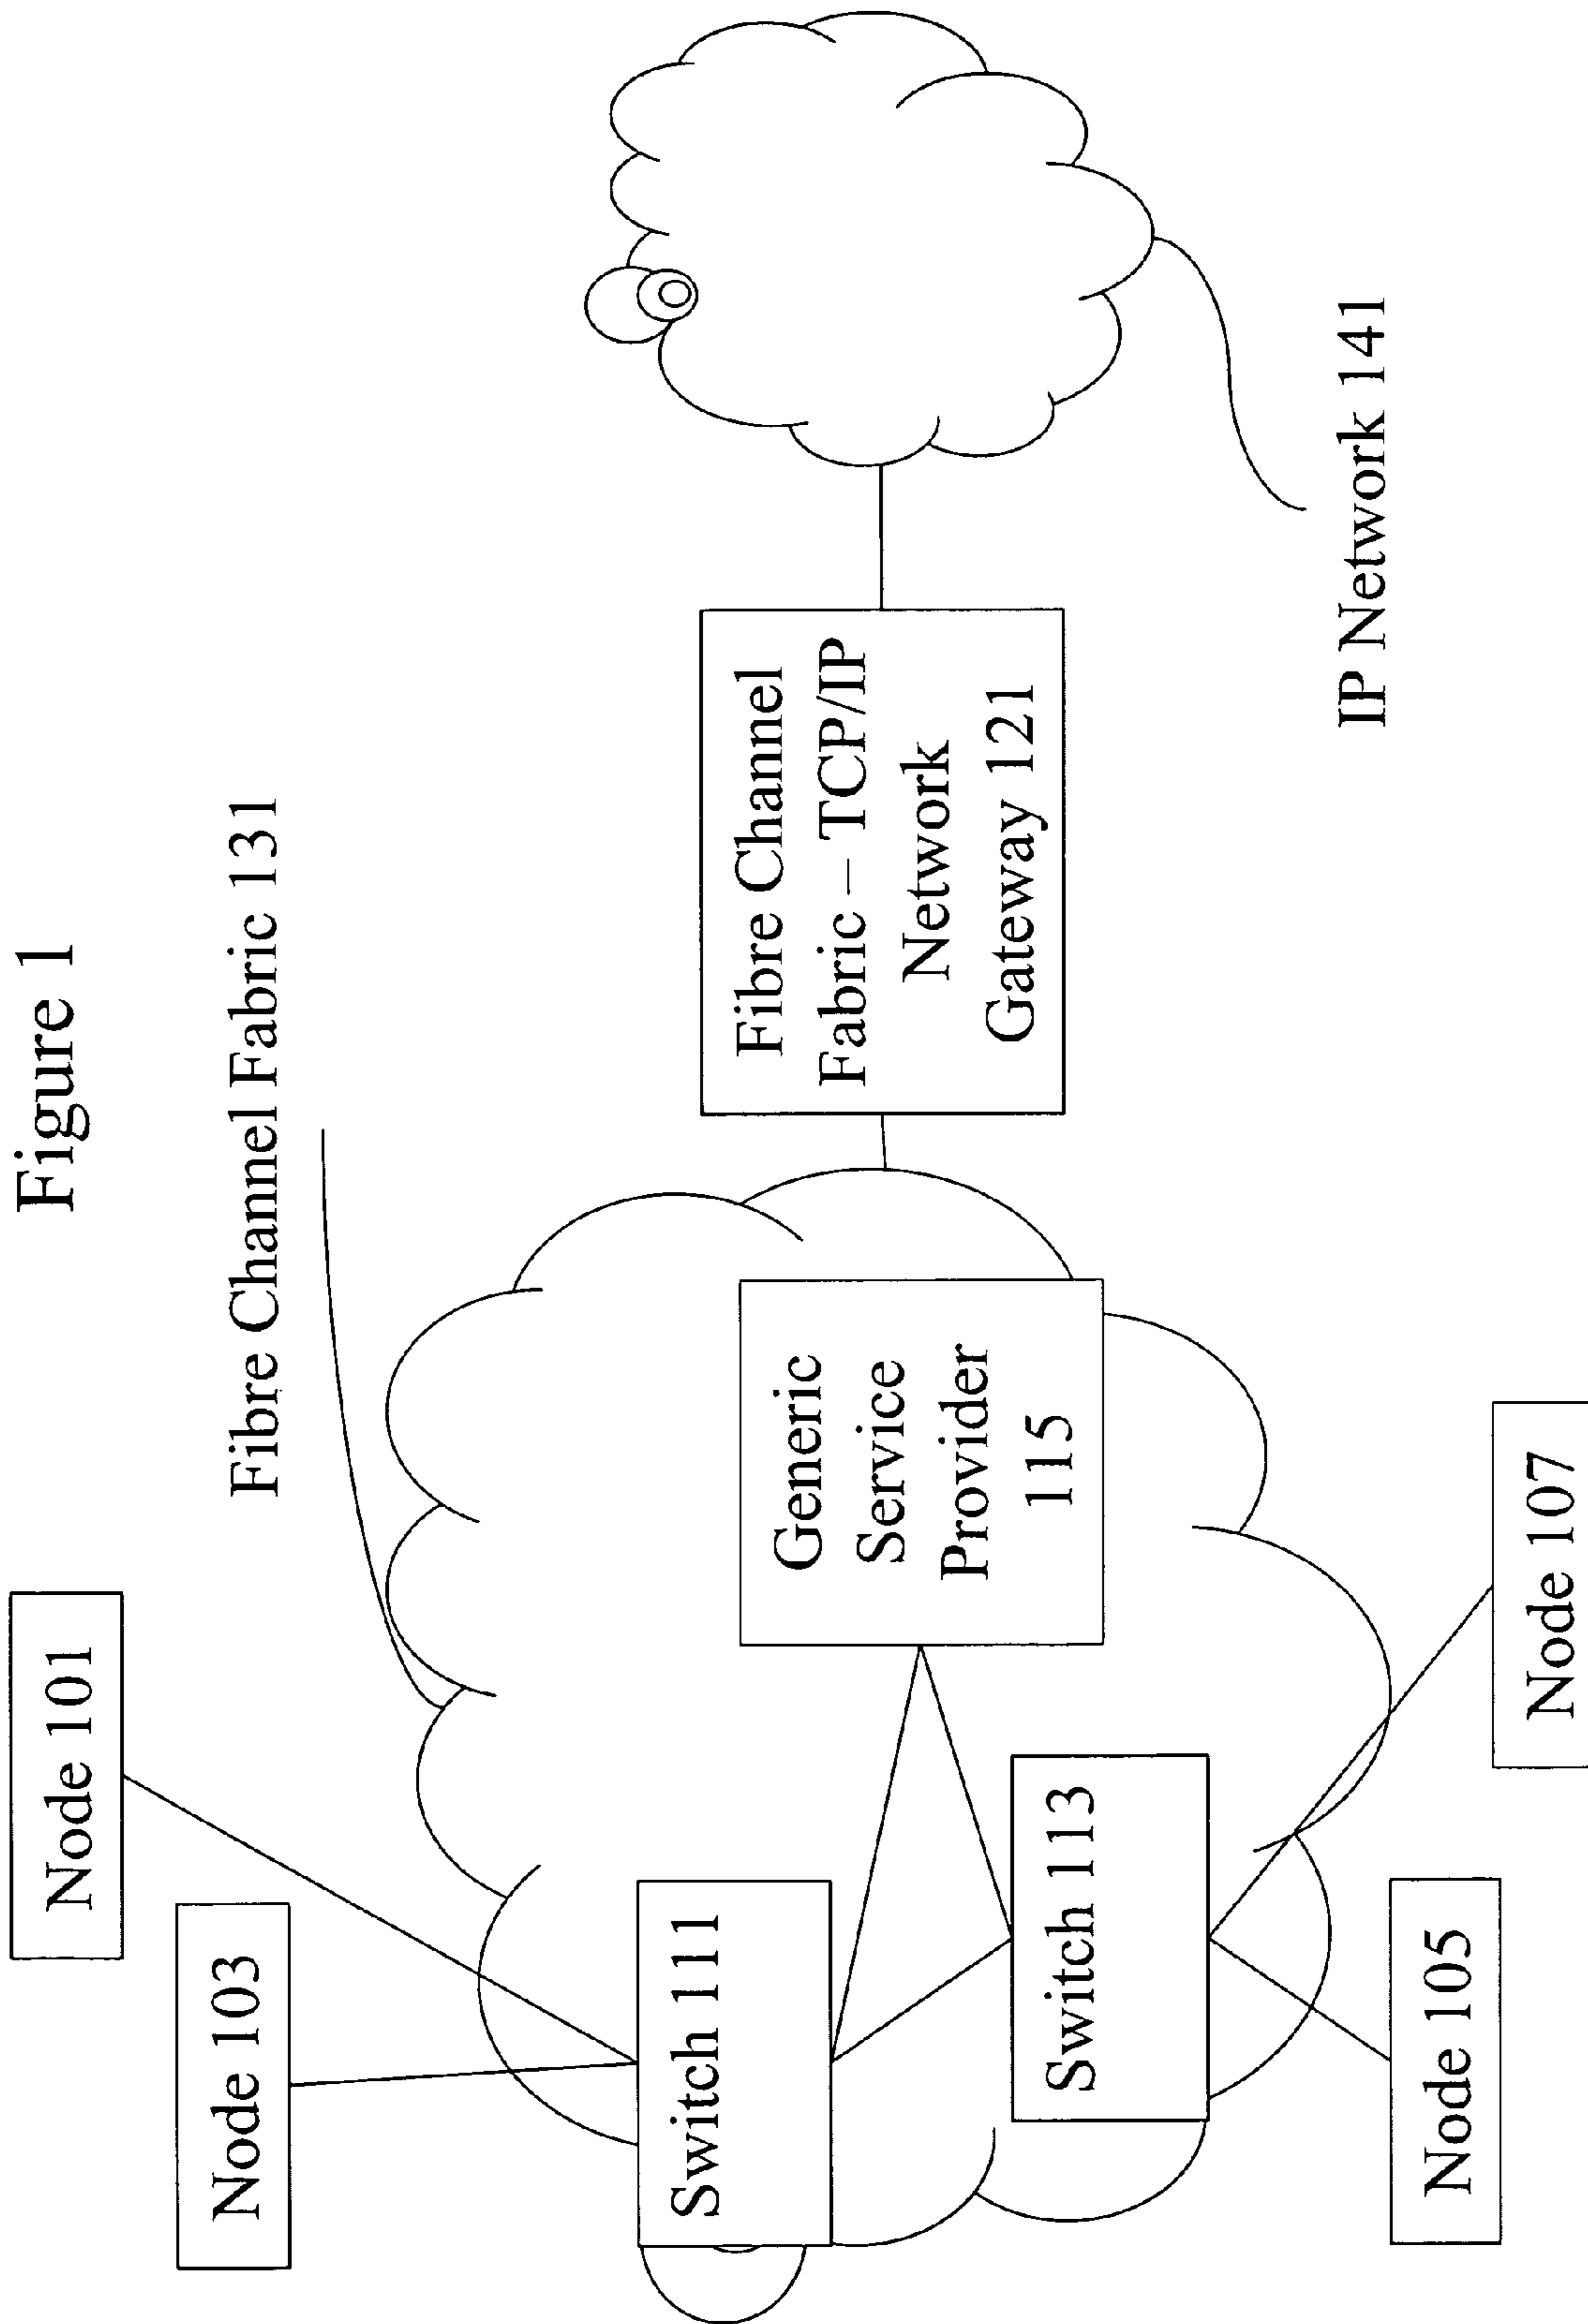 Figure 1
Fibre Channel Fabric 131
Node 101
Node 103
Switch 111
Switch 113
Generic
Service
Provider
115
Fibre Channel
Fabric – TCP/IP
Network
Gateway 121
Node 105
Node 107
IP Network 141